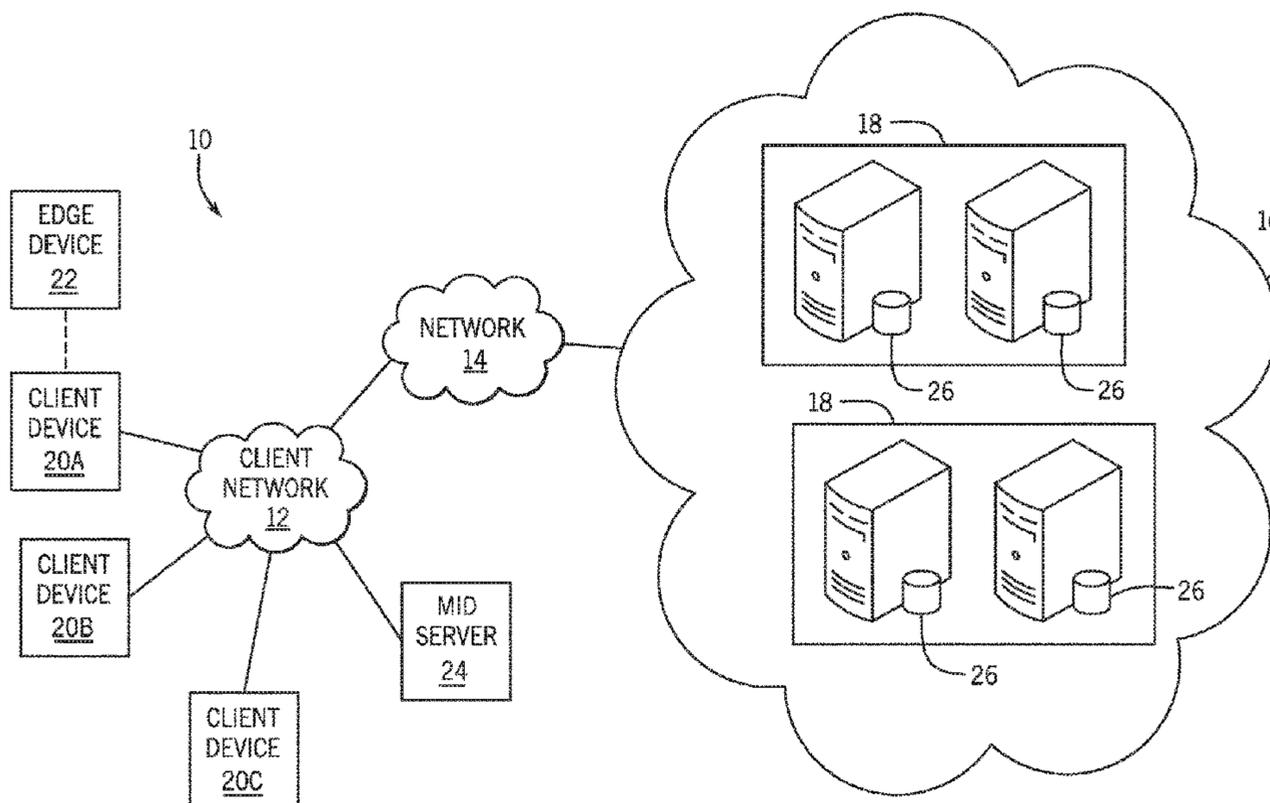 10
EDGE
DEVICE
22
CLIENT
DEVICE
20A
CLIENT
DEVICE
20B
CLIENT
DEVICE
20C
CLIENT
NETWORK
12
MID
SERVER
24
NETWORK
14
18
26
26
18
26
26